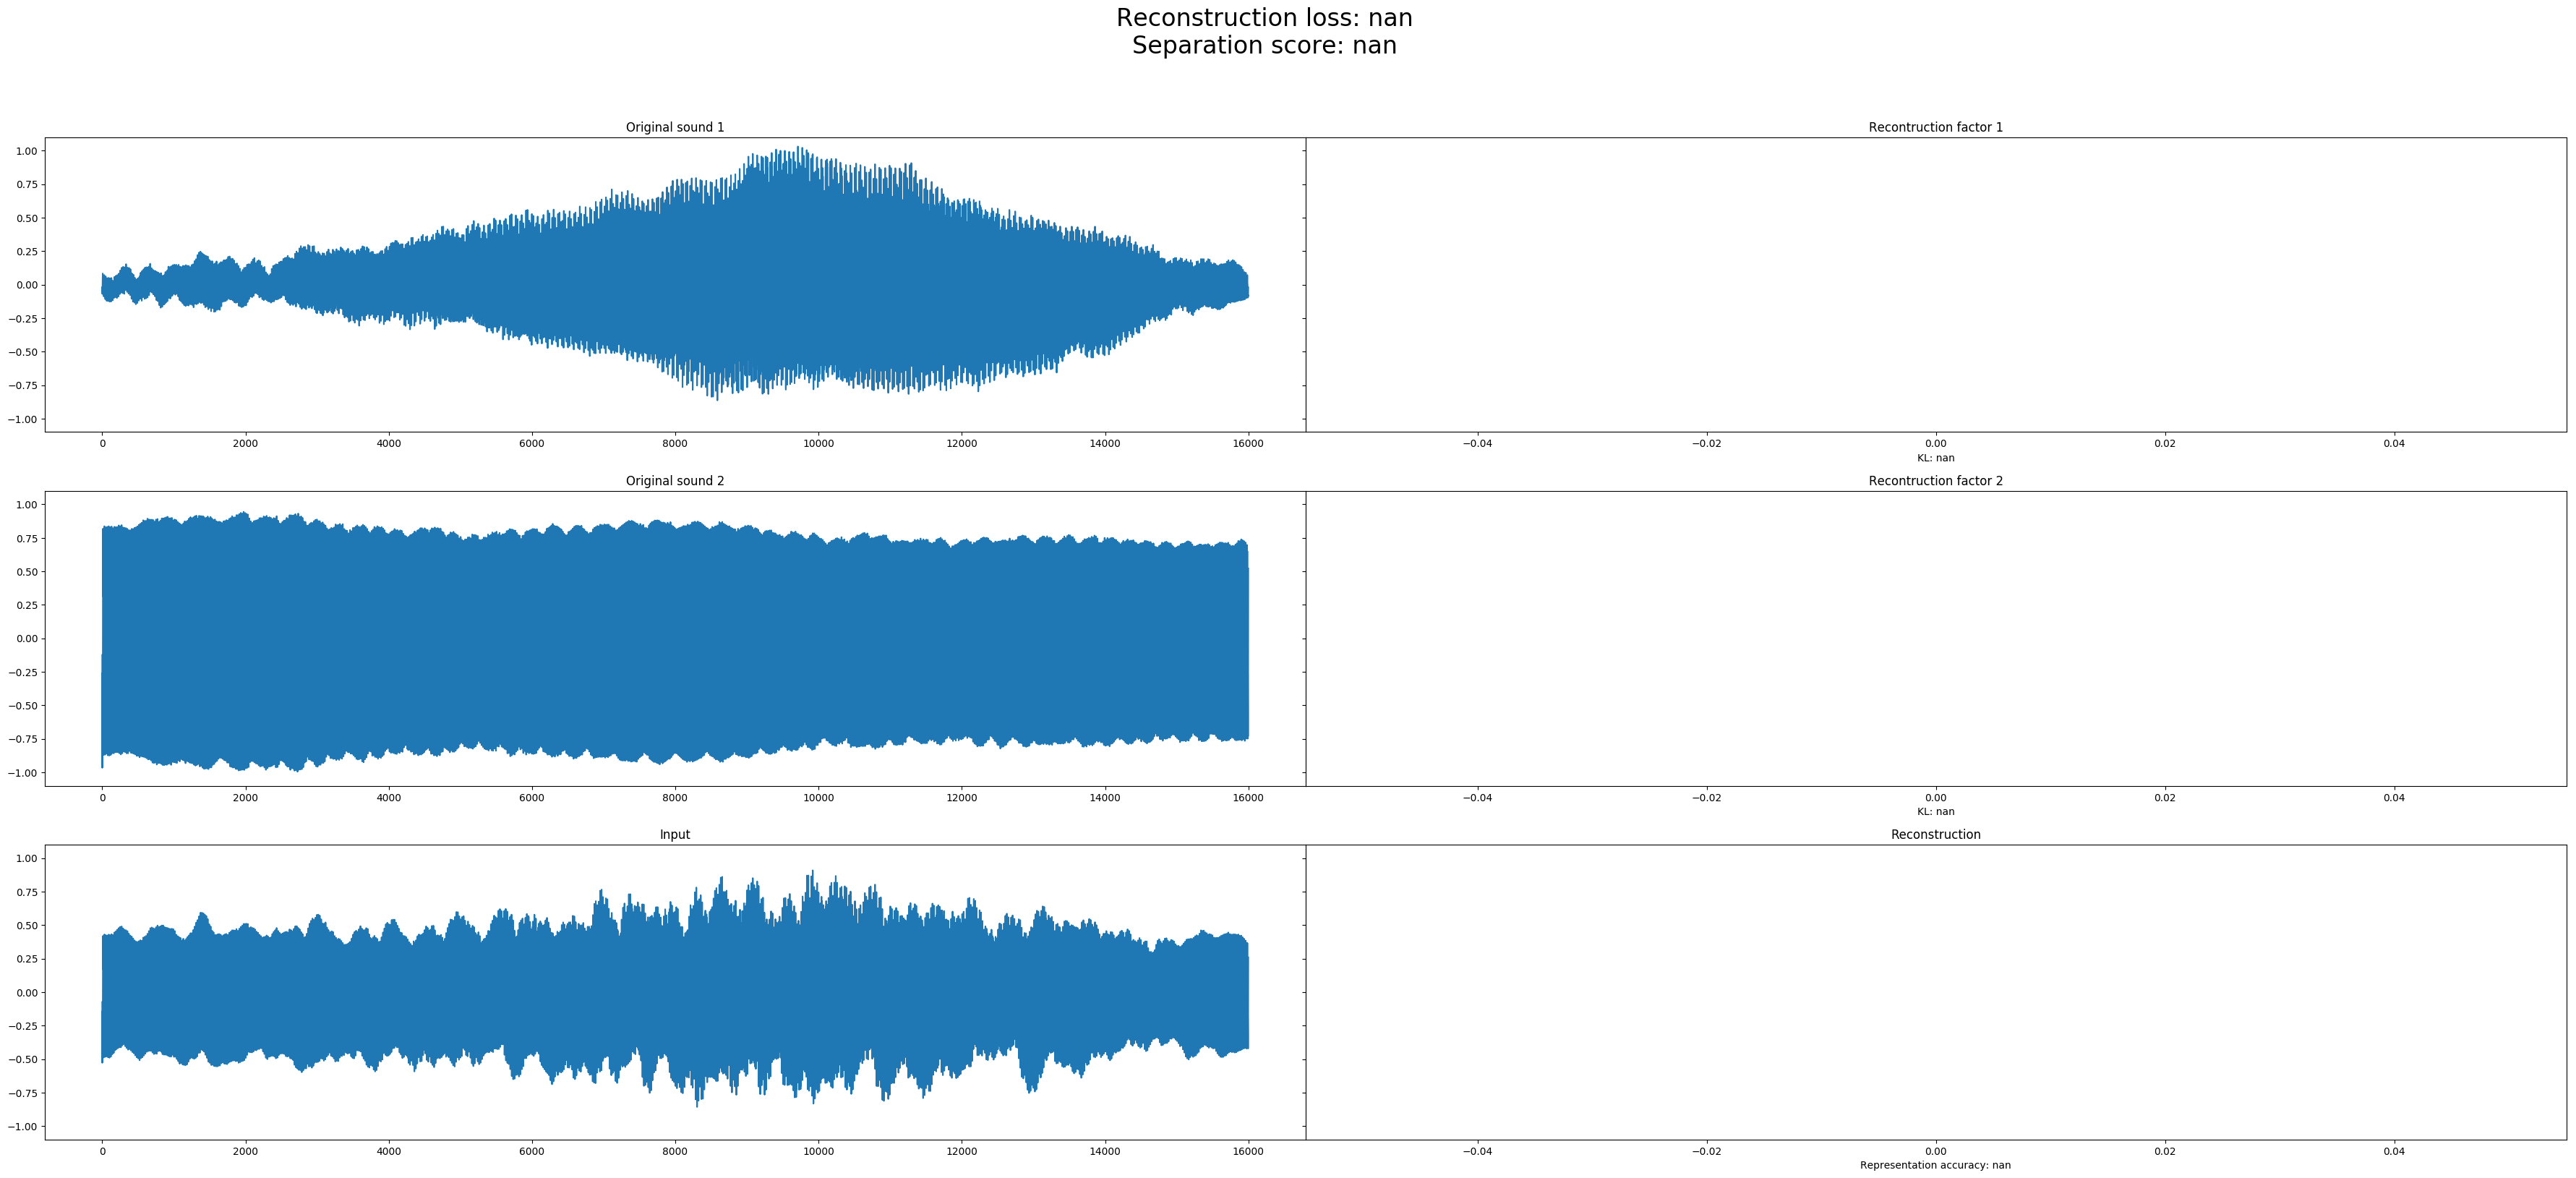 Reconstruction loss: nan
Separation score: nan
Original sound 1
Recontruction factor 1
1.00
0.75
0.50
0.25
0.00
−0.25
−0.50
−0.75
−1.00
0 2000 4000 6000 8000 10000 12000 14000 16000
−0.04 −0.02 0.00 0.02 0.04
KL: nan
Original sound 2
Recontruction factor 2
1.00
0.75
0.50
0.25
0.00
−0.25
−0.50
−0.75
−1.00
0 2000 4000 6000 8000 10000 12000 14000 16000
−0.04 −0.02 0.00 0.02 0.04
KL: nan
Input
Reconstruction
1.00
0.75
0.50
0.25
0.00
−0.25
−0.50
−0.75
−1.00
0 2000 4000 6000 8000 10000 12000 14000 16000
−0.04 −0.02 0.00 0.02 0.04
Representation accuracy: nan